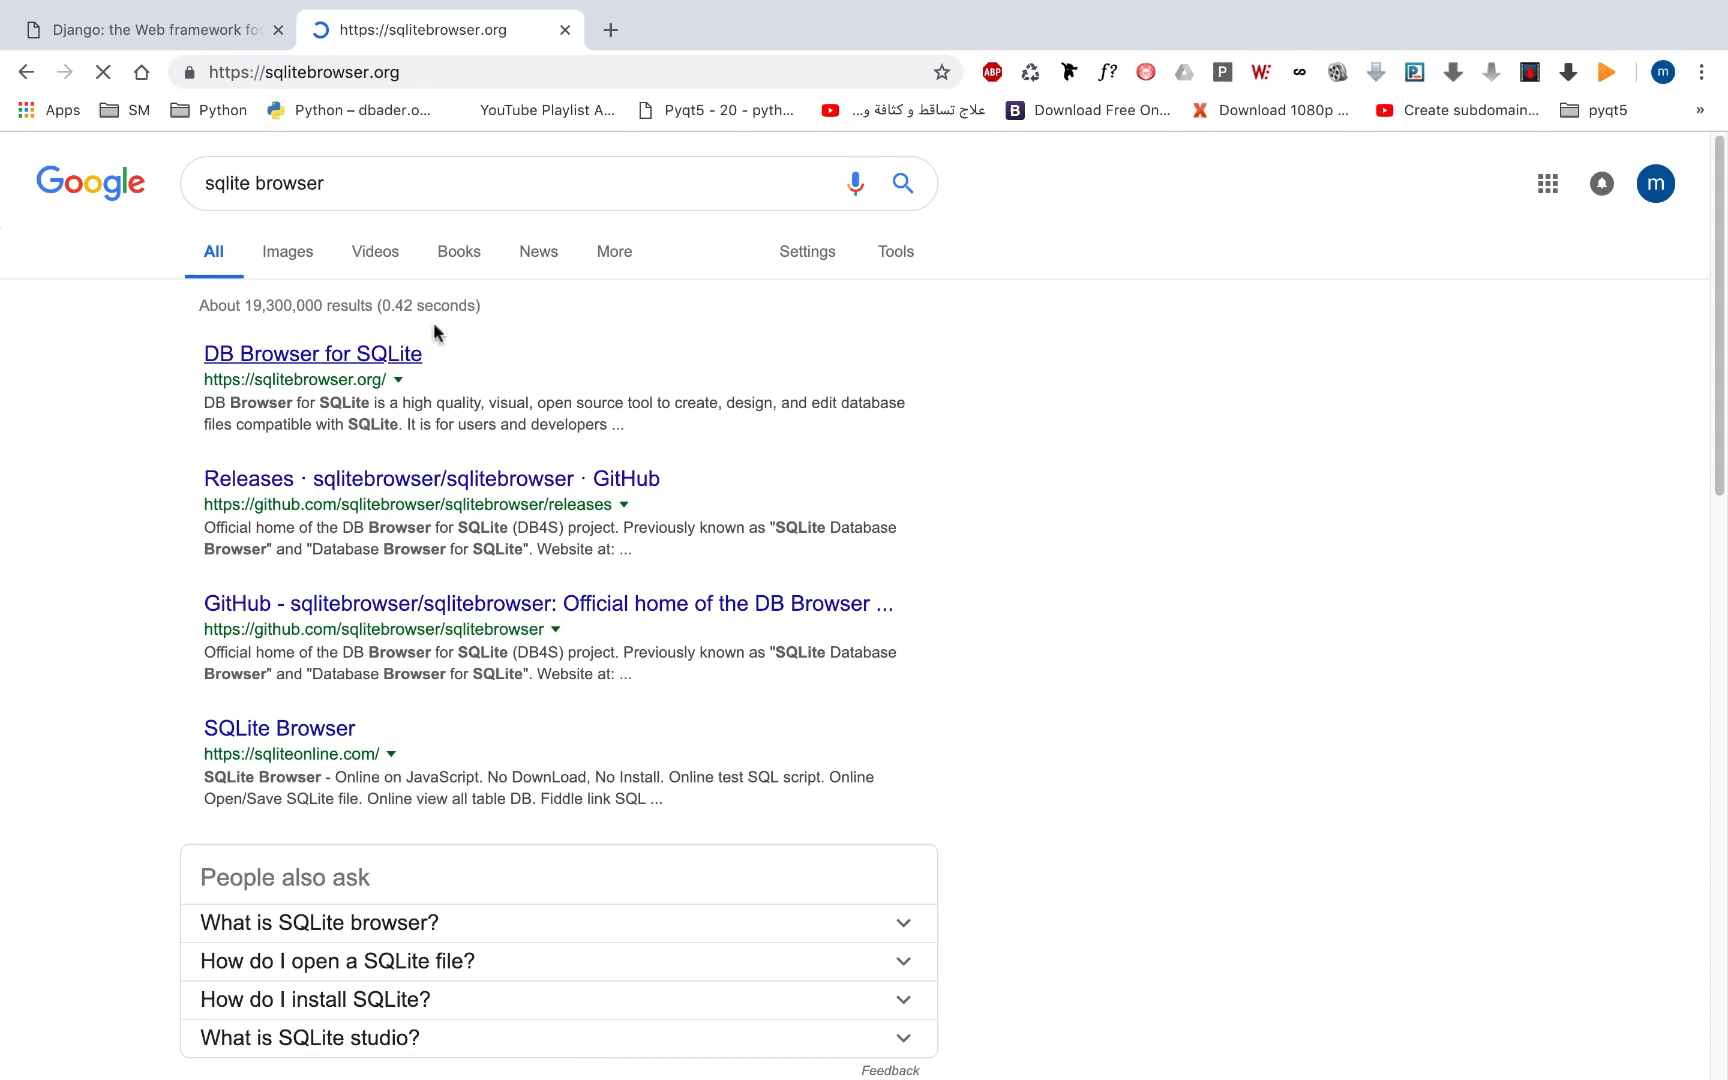 Django: the Web framework fo
https://sqlitebrowser.org
https://sqlitebrowser.org
ABP
f?
P
W
m
Apps
SM
Python
Python – dbader.o...
YouTube Playlist A...
Pyqt5 - 20 - pyth...
علاج تساقط و كثافة و...
B
Download Free On...
Download 1080p ...
Create subdomain...
pyqt5
»
Google
sqlite browser
m
All
Images
Videos
Books
News
More
Settings
Tools
About 19,300,000 results (0.42 seconds)
DB Browser for SQLite
https://sqlitebrowser.org/
DB Browser for SQLite is a high quality, visual, open source tool to create, design, and edit database
files compatible with SQLite. It is for users and developers ...
Releases · sqlitebrowser/sqlitebrowser · GitHub
https://github.com/sqlitebrowser/sqlitebrowser/releases
Official home of the DB Browser for SQLite (DB4S) project. Previously known as "SQLite Database
Browser" and "Database Browser for SQLite". Website at: ...
GitHub - sqlitebrowser/sqlitebrowser: Official home of the DB Browser ...
https://github.com/sqlitebrowser/sqlitebrowser
Official home of the DB Browser for SQLite (DB4S) project. Previously known as "SQLite Database
Browser" and "Database Browser for SQLite". Website at: ...
SQLite Browser
https://sqliteonline.com/
SQLite Browser - Online on JavaScript. No DownLoad, No Install. Online test SQL script. Online
Open/Save SQLite file. Online view all table DB. Fiddle link SQL ...
People also ask
What is SQLite browser?
How do I open a SQLite file?
How do I install SQLite?
What is SQLite studio?
Feedback